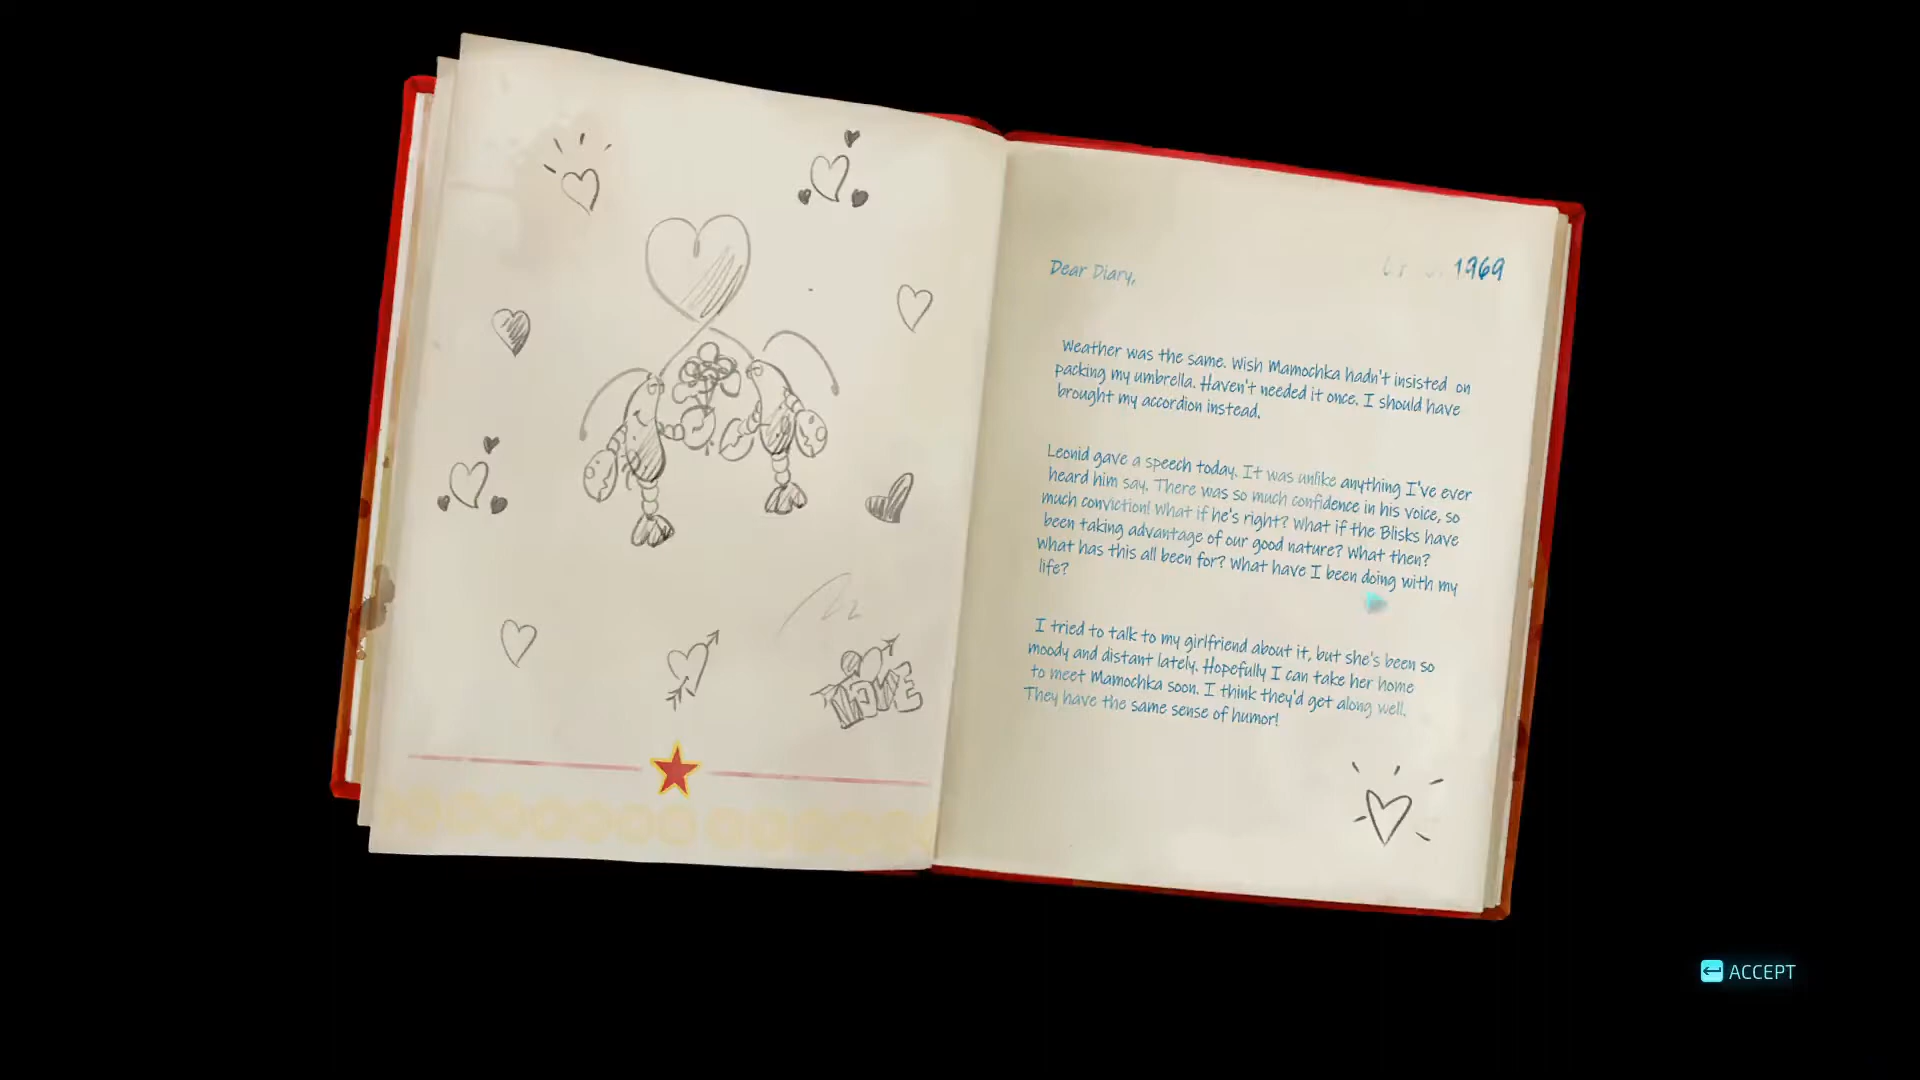 Dear Diary,
1969
Weather was the same. Wish Mamochka hadn't insisted on
packing my umbrella. Haven't needed it once. I should have
brought my accordion instead.
Leonid gave a speech today. It was unlike anything I've ever
heard him say. There was so much confidence in his voice, so
much conviction! What if he's right? What if the Blisks have
been taking advantage of our good nature? What then?
What has this all been for? What have I been doing with my
life?
I tried to talk to my girlfriend about it, but she's been so
moody and distant lately. Hopefully I can take her home
to meet Mamochka soon. I think they'd get along well.
They have the same sense of humor!
ACCEPT